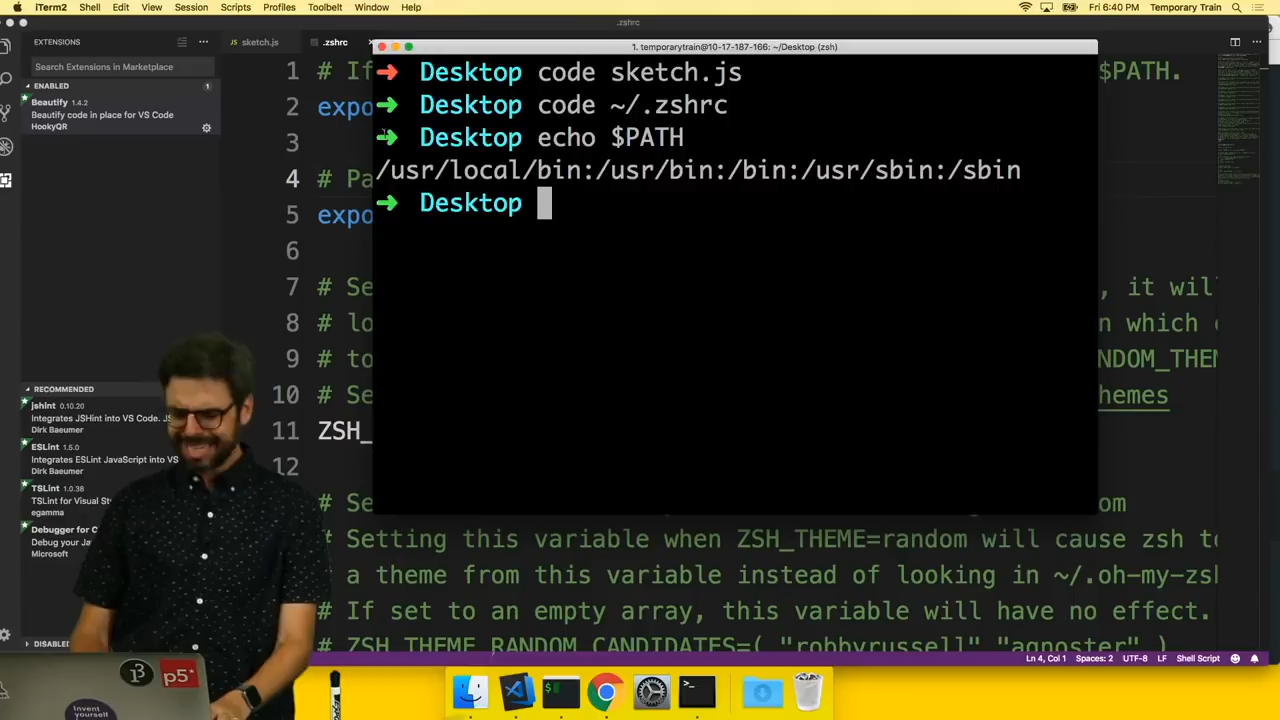 iTerm2 Shell Edit View Session Scripts Profiles Toolbelt Window Help
Fri 6:40 PM Temporary Train
.zshrc
EXTENSIONS
sketch.js
.zshrc
Search Extensions in Marketplace
ENABLED
1
Beautify 1.4.2
Beautify code in place for VS Code
HookyQR
RECOMMENDED
jshint 0.10.20
Integrates JSHint into VS Code.
Dirk Baeumer
ESLint 1.5.0
Integrates ESLint JavaScript into VS
Dirk Baeumer
TSLint 1.0.38
TSLint for Visual
egamma
Debugger for
Debug your
Microsoft
DISABLED
1. temporarytrain@10-17-187-166: ~/Desktop (zsh)
➜ Desktop code sketch.js
➜ Desktop code ~/.zshrc
➜ Desktop echo $PATH
/usr/local/bin:/usr/bin:/bin:/usr/sbin:/sbin
➜ Desktop
1 # If $PATH.
2 expo
3
4 # Pa
5 expo
6
7 # Se , it wil
8 # lo n which
9 # to NDOM_THE
10 # Se hemes
11 ZSH_
12
# Se om
# Setting this variable when ZSH_THEME=random will cause zsh t
a theme from this variable instead of looking in ~/.oh-my-zs
# If set to an empty array, this variable will have no effect.
# ZSH_THEME_RANDOM_CANDIDATES=( "robbyrussell" "agnoster" )
Ln 4, Col 1 Spaces: 2 UTF-8 LF Shell Script
p5*
Invent
yourself